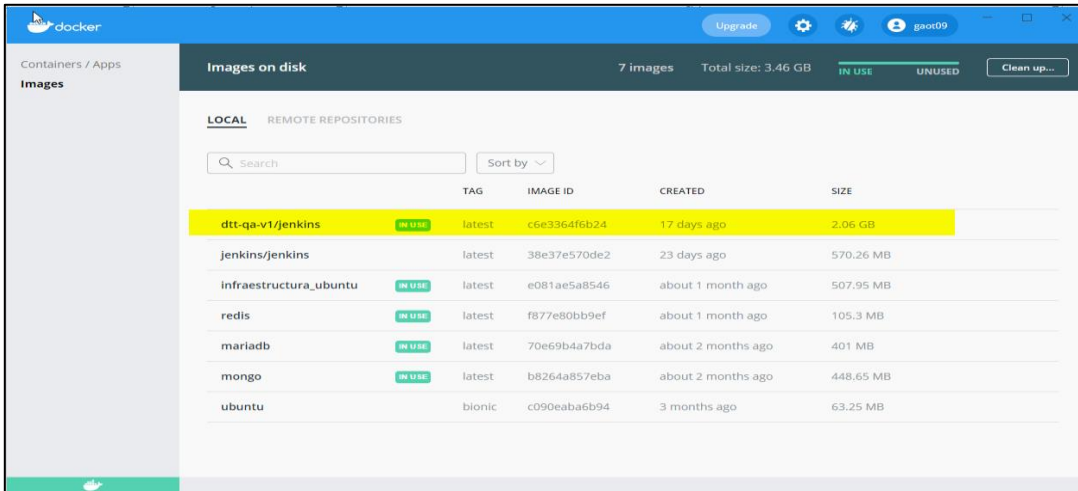 docker Upgrade gaot09
Containers / Apps
Images
Images on disk 7 images Total size: 3.46 GB IN USE UNUSED Clean up...
LOCAL REMOTE REPOSITORIES
Search Sort by
TAG IMAGE ID CREATED SIZE
dtt-qa-v1/jenkins IN USE latest c6e3364f6b24 17 days ago 2.06 GB
jenkins/jenkins latest 38e37e570de2 23 days ago 570.26 MB
infraestructura_ubuntu IN USE latest e081ae5a8546 about 1 month ago 507.95 MB
redis IN USE latest f877e80bb9ef about 1 month ago 105.3 MB
mariadb IN USE latest 70e69b4a7bda about 2 months ago 401 MB
mongo IN USE latest b8264a857eba about 2 months ago 448.65 MB
ubuntu bionic c090eaba6b94 3 months ago 63.25 MB